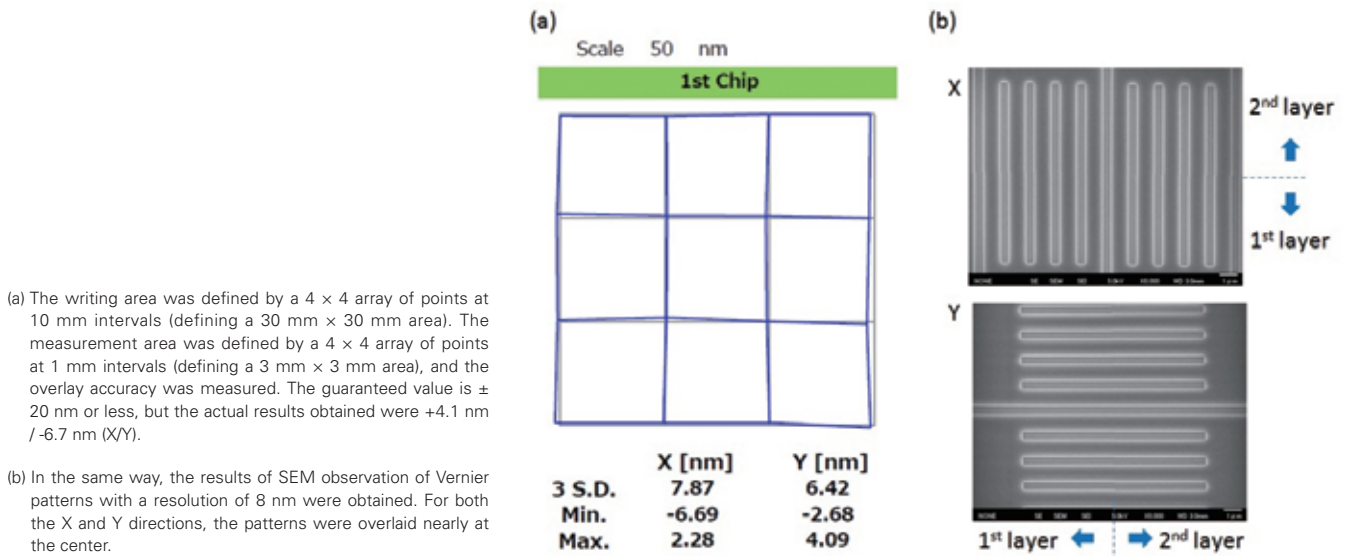 (a) The writing area was defined by a 4 × 4 array of points at
10 mm intervals (defining a 30 mm × 30 mm area). The
measurement area was defined by a 4 × 4 array of points
at 1 mm intervals (defining a 3 mm × 3 mm area), and the
overlay accuracy was measured. The guaranteed value is ±
20 nm or less, but the actual results obtained were +4.1 nm
/ -6.7 nm (X/Y).
(b) In the same way, the results of SEM observation of Vernier
patterns with a resolution of 8 nm were obtained. For both
the X and Y directions, the patterns were overlaid nearly at
the center.
(a)
Scale 50 nm
1st Chip
X [nm] Y [nm]
3 S.D. 7.87 6.42
Min. -6.69 -2.68
Max. 2.28 4.09
(b)
X
2nd layer
1st layer
NONE SEM
Y
NONE SEM
1st layer 2nd layer